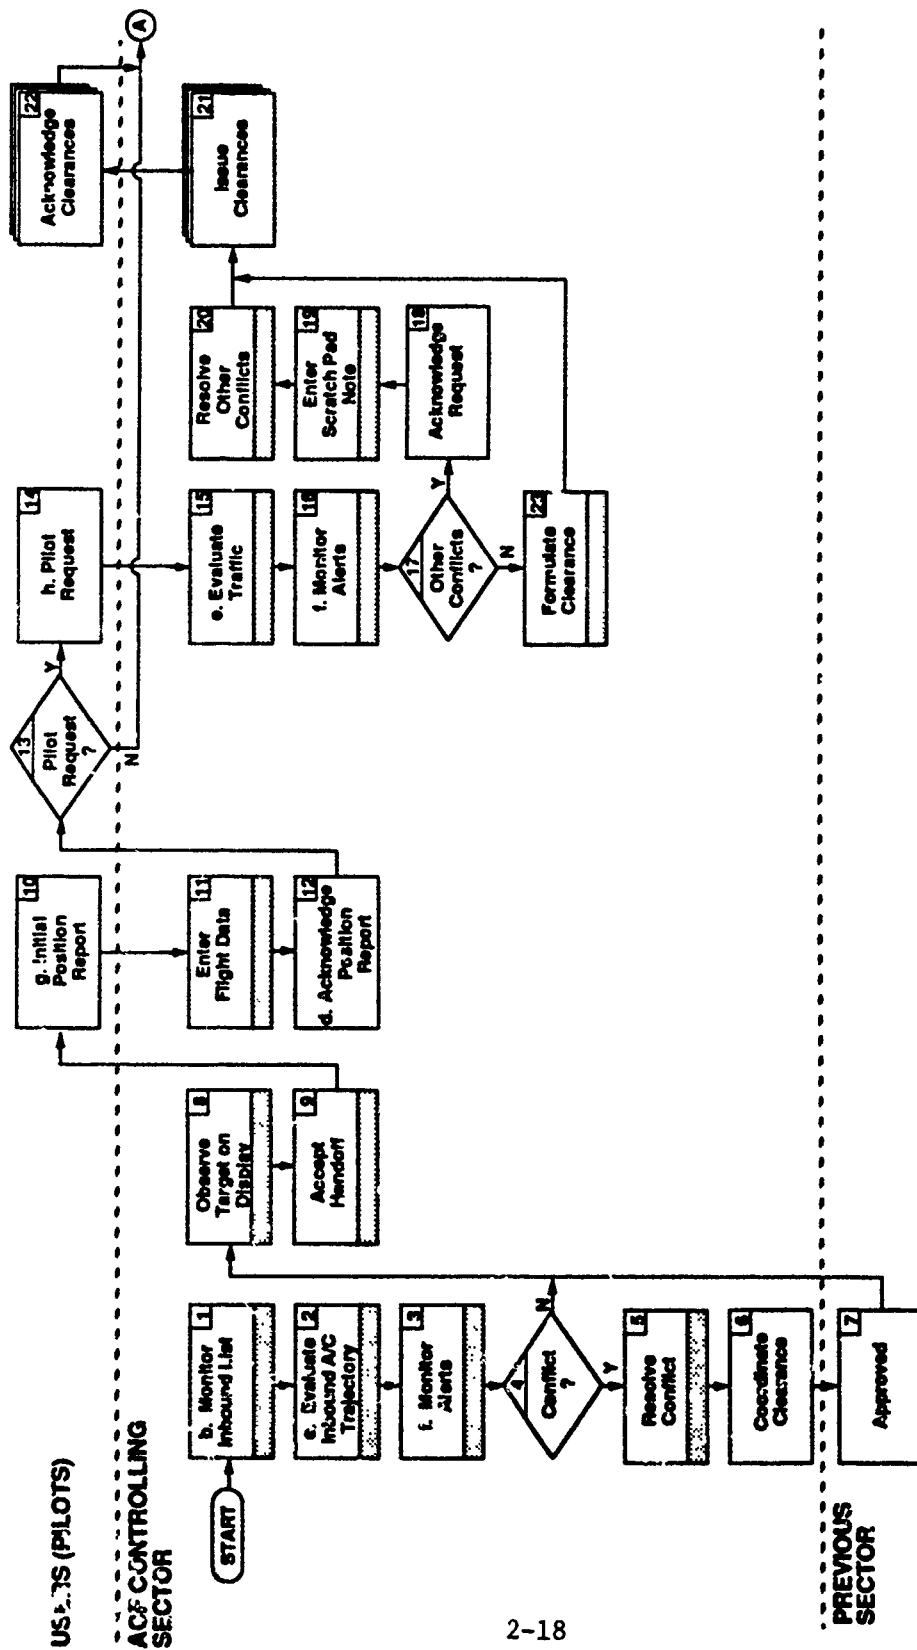 USERS (PILOTS)
ACF CONTROLLING
SECTOR
START
1
b. Monitor
Inbound List
2
e. Evaluate
Inbound A/C
Trajectory
3
f. Monitor
Alerts
4
Conflict
?
N
Y
5
Resolve
Conflict
6
Coordinate
Clearance
PREVIOUS
SECTOR
7
Approved
8
Observe
Target on
Display
9
Accept
Handoff
10
g. Initial
Position
Report
11
Enter
Flight Data
12
d. Acknowledge
Position
Report
13
Pilot
Request
?
Y
N
14
h. Pilot
Request
15
e. Evaluate
Traffic
16
f. Monitor
Alerts
17
Other
Conflicts
?
Y
N
18
Acknowledge
Request
19
Enter
Scratch Pad
Note
20
Resolve
Other
Conflicts
23
Formulate
Clearance
21
Issue
Clearances
22
Acknowledge
Clearances
A
2-18